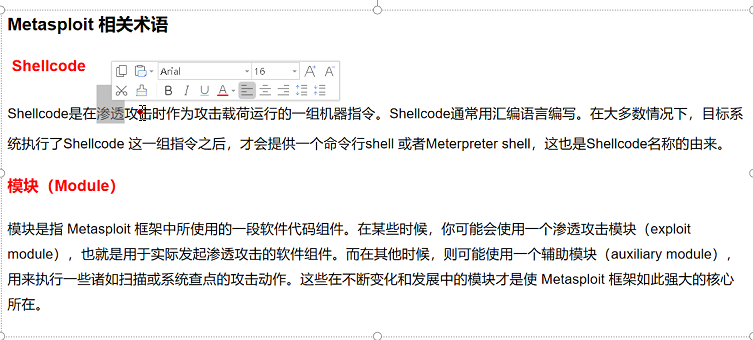 Metasploit 相关术语
Shellcode
Arial 16 A A
B I U A
Shellcode是在渗透攻击时作为攻击载荷运行的一组机器指令。Shellcode通常用汇编语言编写。在大多数情况下，目标系
统执行了Shellcode 这一组指令之后，才会提供一个命令行shell 或者Meterpreter shell，这也是Shellcode名称的由来。
模块（Module）
模块是指 Metasploit 框架中所使用的一段软件代码组件。在某些时候，你可能会使用一个渗透攻击模块（exploit
module），也就是用于实际发起渗透攻击的软件组件。而在其他时候，则可能使用一个辅助模块（auxiliary module），
用来执行一些诸如扫描或系统查点的攻击动作。这些在不断变化和发展中的模块才是使 Metasploit 框架如此强大的核心
所在。